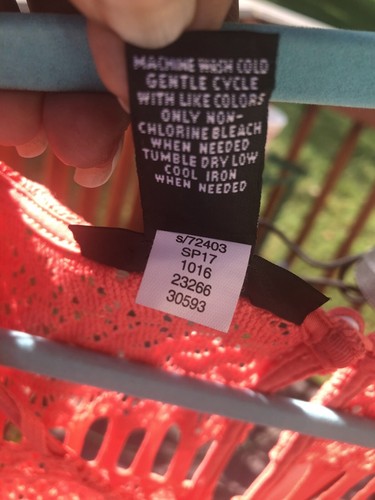 MACHINE WASH COLD
GENTLE CYCLE
WITH LIKE COLORS
ONLY NON-
CHLORINE BLEACH
WHEN NEEDED
TUMBLE DRY LOW
COOL IRON
WHEN NEEDED
s/72403
SP17
1016
23266
30593